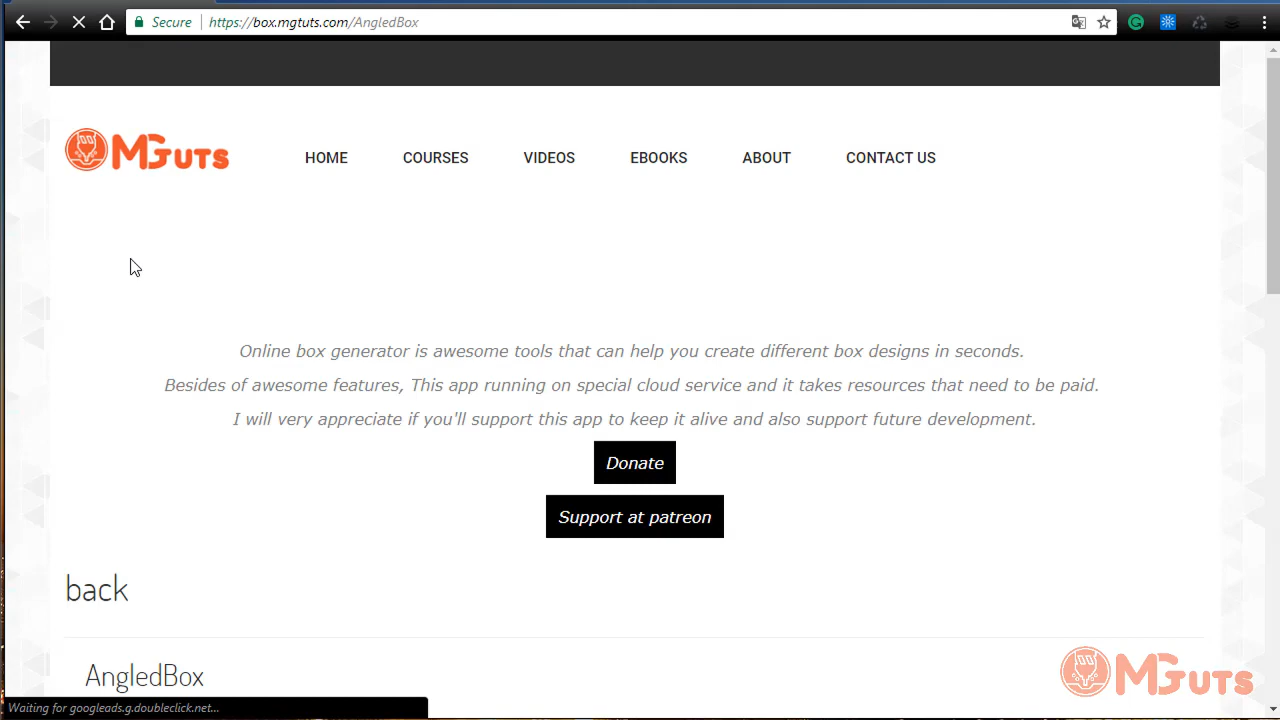 Secure
https://box.mgtuts.com/AngledBox
MGTUTS
HOME
COURSES
VIDEOS
EBOOKS
ABOUT
CONTACT US
Online box generator is awesome tools that can help you create different box designs in seconds.
Besides of awesome features, This app running on special cloud service and it takes resources that need to be paid.
I will very appreciate if you'll support this app to keep it alive and also support future development.
Donate
Support at patreon
back
AngledBox
MGTUTS
Waiting for googleads.g.doubleclick.net...